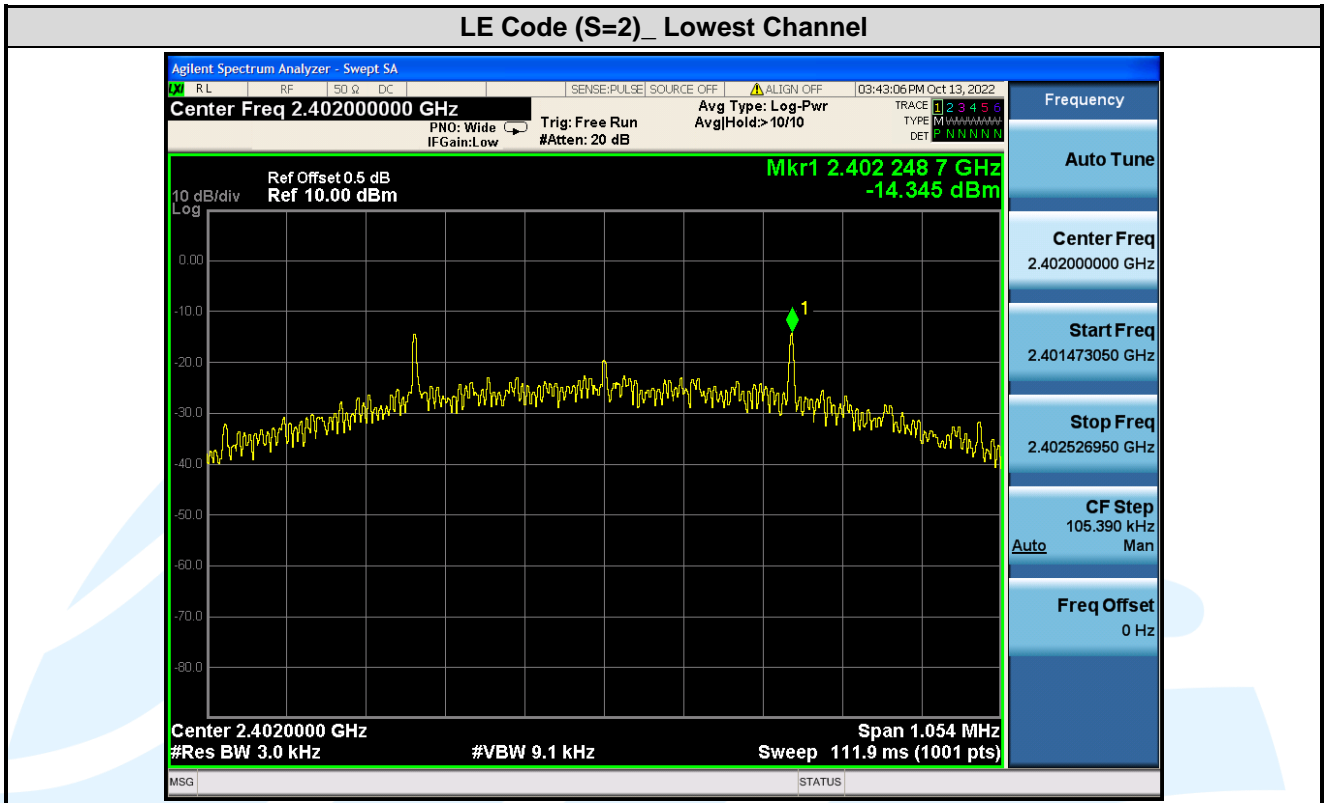 LE Code (S=2)_ Lowest Channel
Agilent Spectrum Analyzer - Swept SA
LXI RL RF 50 Ω DC SENSE:PULSE SOURCE OFF ALIGN OFF 03:43:06 PM Oct 13, 2022
Center Freq 2.402000000 GHz
PNO: Wide
IFGain:Low
Trig: Free Run
#Atten: 20 dB
Avg Type: Log-Pwr
Avg|Hold:>10/10
TRACE 1 2 3 4 5 6
TYPE M WWWWW
DET P N N N N N
Ref Offset 0.5 dB
10 dB/div Ref 10.00 dBm
Log
Mkr1 2.402 248 7 GHz
-14.345 dBm
1
0.00
-10.0
-20.0
-30.0
-40.0
-50.0
-60.0
-70.0
-80.0
Center 2.4020000 GHz
Span 1.054 MHz
#Res BW 3.0 kHz
#VBW 9.1 kHz
Sweep 111.9 ms (1001 pts)
MSG
STATUS
Frequency
Auto Tune
Center Freq
2.402000000 GHz
Start Freq
2.401473050 GHz
Stop Freq
2.402526950 GHz
CF Step
105.390 kHz
Auto Man
Freq Offset
0 Hz